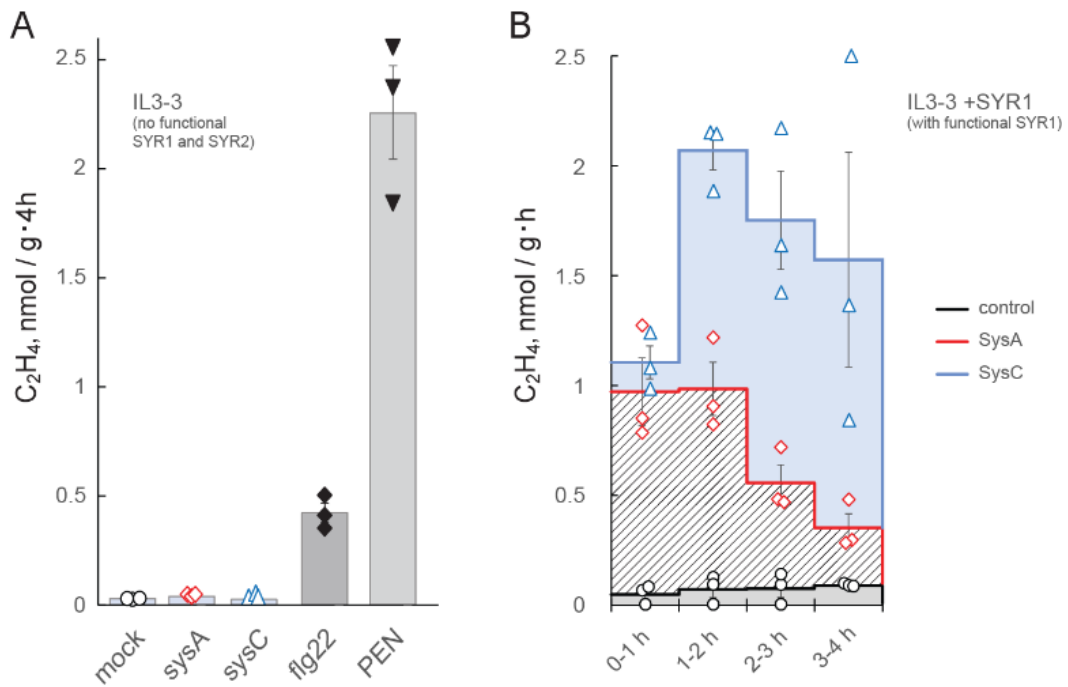 A
C₂H₄, nmol / g·4h
2.5
2
1.5
1
0.5
0
IL3-3
(no functional
SYR1 and SYR2)
mock
sysA
sysC
flg22
PEN
B
C₂H₄, nmol / g·h
2.5
2
1.5
1
0.5
0
IL3-3 +SYR1
(with functional SYR1)
control
SysA
SysC
0-1 h
1-2 h
2-3 h
3-4 h